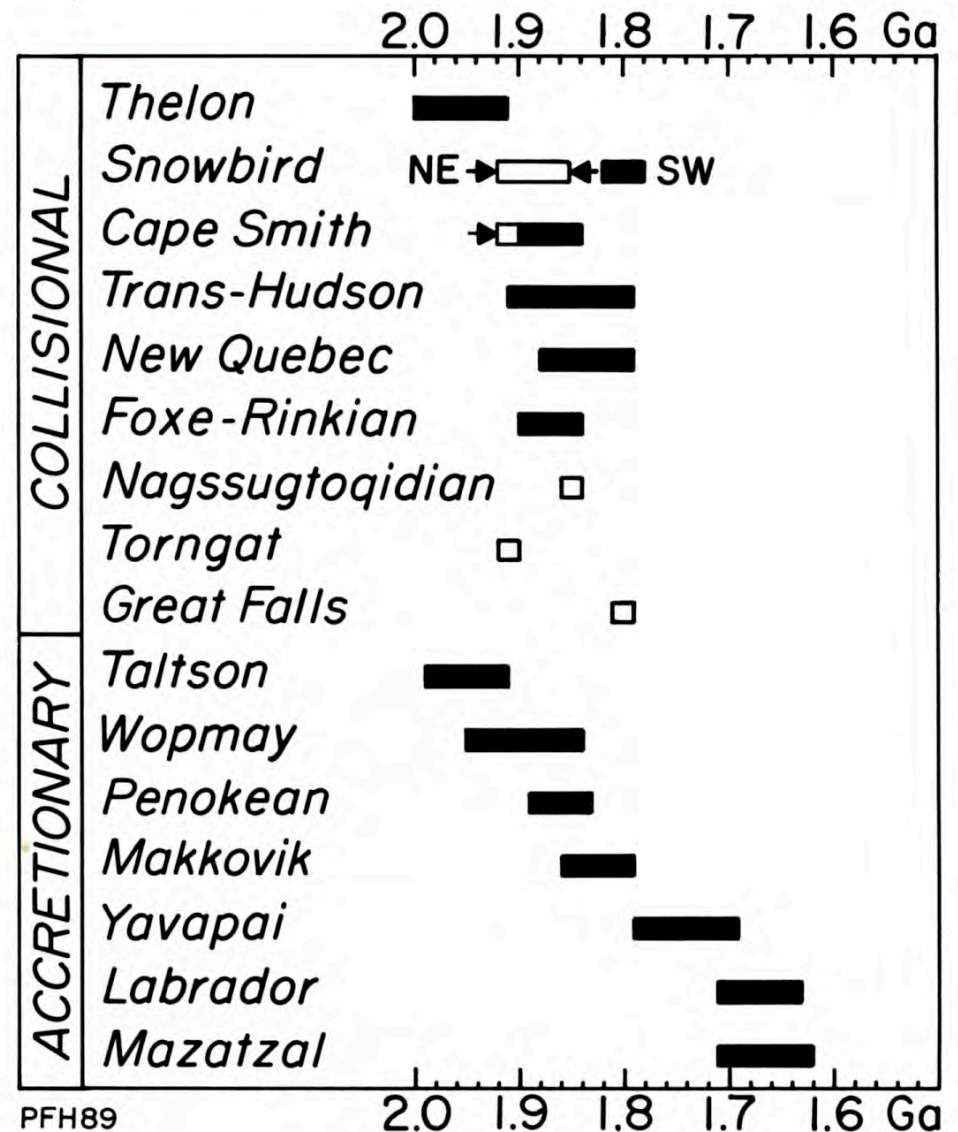 2.0 1.9 1.8 1.7 1.6 Ga
COLLISIONAL
Thelon
Snowbird NE SW
Cape Smith
Trans-Hudson
New Quebec
Foxe-Rinkian
Nagssugtoqidian
Torngat
Great Falls
ACCRETIONARY
Taltson
Wopmay
Penokean
Makkovik
Yavapai
Labrador
Mazatzal
2.0 1.9 1.8 1.7 1.6 Ga
PFH89